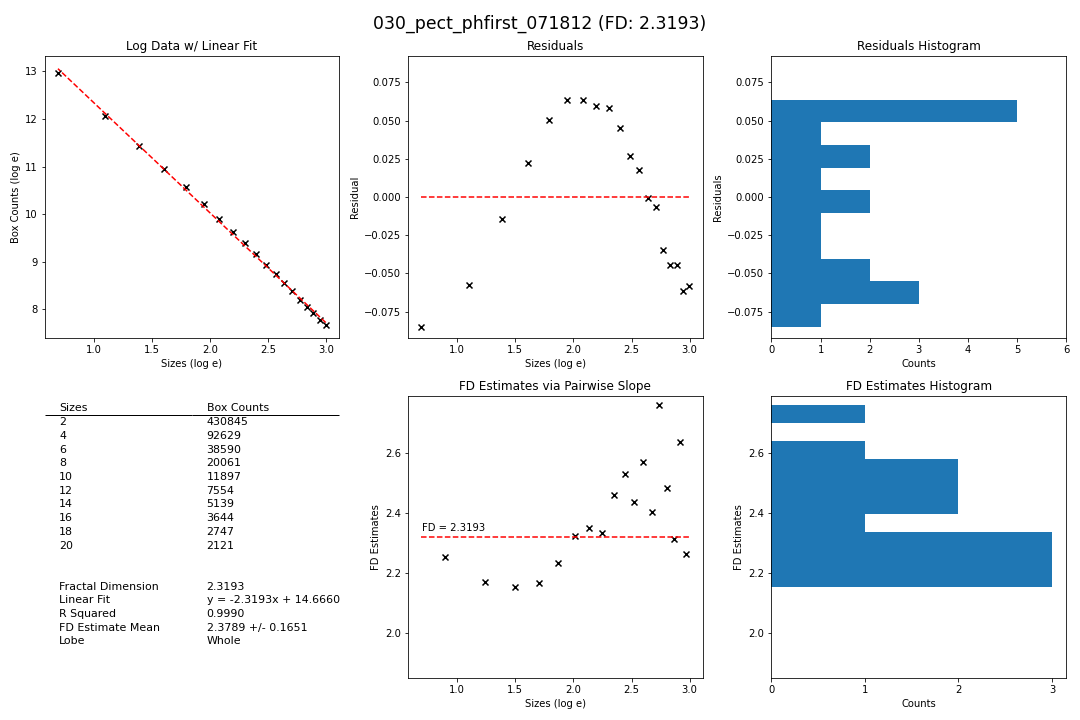 030_pect_phfirst_071812 (FD: 2.3193)
Log Data w/ Linear Fit
Box Counts (log e)
13
12
11
10
9
8
1.0 1.5 2.0 2.5 3.0
Sizes (log e)
Residuals
Residual
0.075
0.050
0.025
0.000
−0.025
−0.050
−0.075
1.0 1.5 2.0 2.5 3.0
Sizes (log e)
Residuals Histogram
Residuals
0.075
0.050
0.025
0.000
−0.025
−0.050
−0.075
0 1 2 3 4 5 6
Counts
Sizes Box Counts
2 430845
4 92629
6 38590
8 20061
10 11897
12 7554
14 5139
16 3644
18 2747
20 2121
Fractal Dimension 2.3193
Linear Fit y = -2.3193x + 14.6660
R Squared 0.9990
FD Estimate Mean 2.3789 +/- 0.1651
Lobe Whole
FD Estimates via Pairwise Slope
FD Estimates
2.6
2.4
2.2
2.0
FD = 2.3193
1.0 1.5 2.0 2.5 3.0
Sizes (log e)
FD Estimates Histogram
FD Estimates
2.6
2.4
2.2
2.0
0 1 2 3
Counts